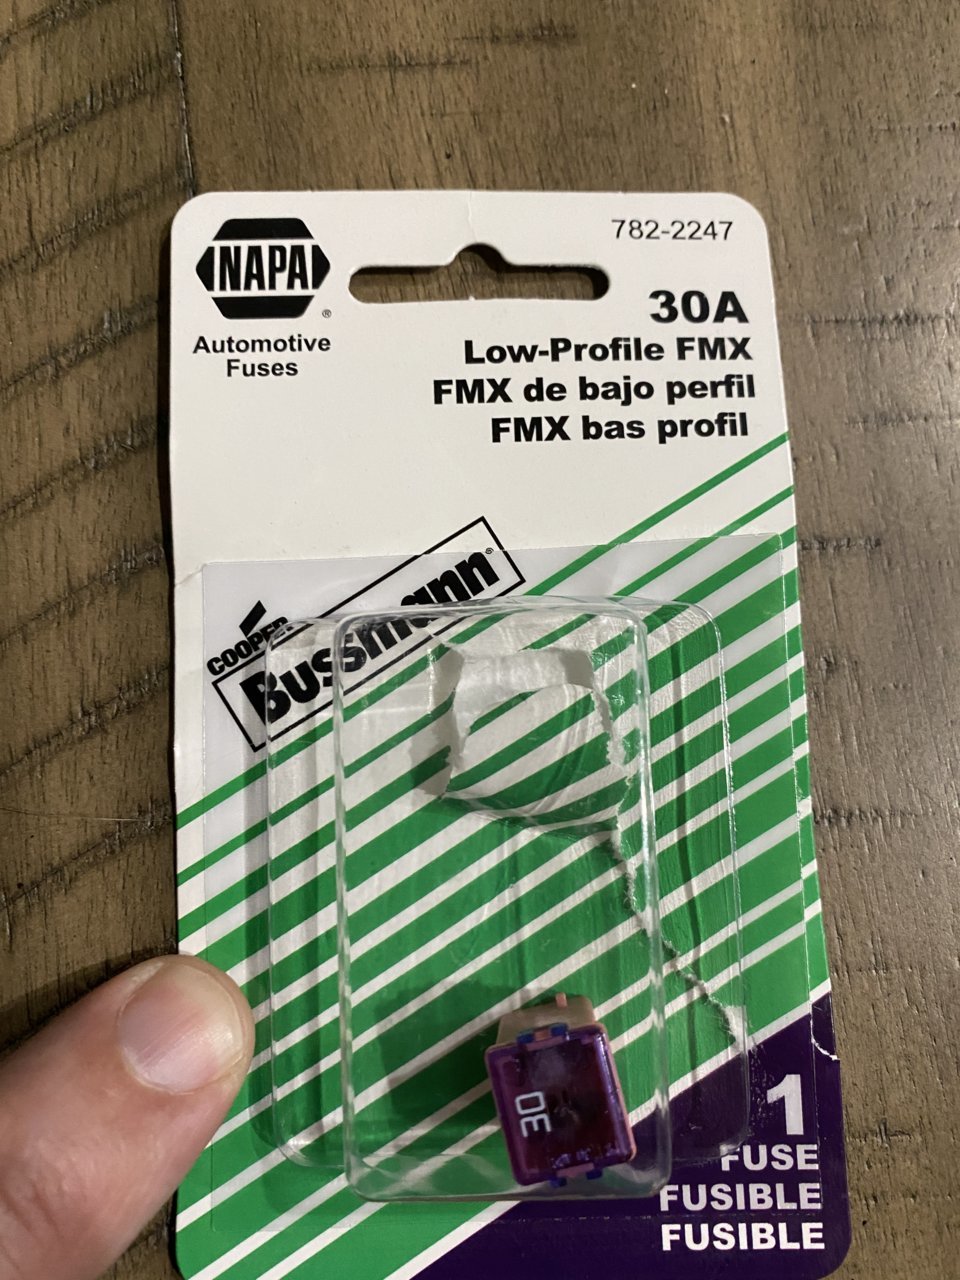 NAPA
®
Automotive
Fuses
782-2247
30A
Low-Profile FMX
FMX de bajo perfil
FMX bas profil
COOPER
Bussmann®
30
1
FUSE
FUSIBLE
FUSIBLE